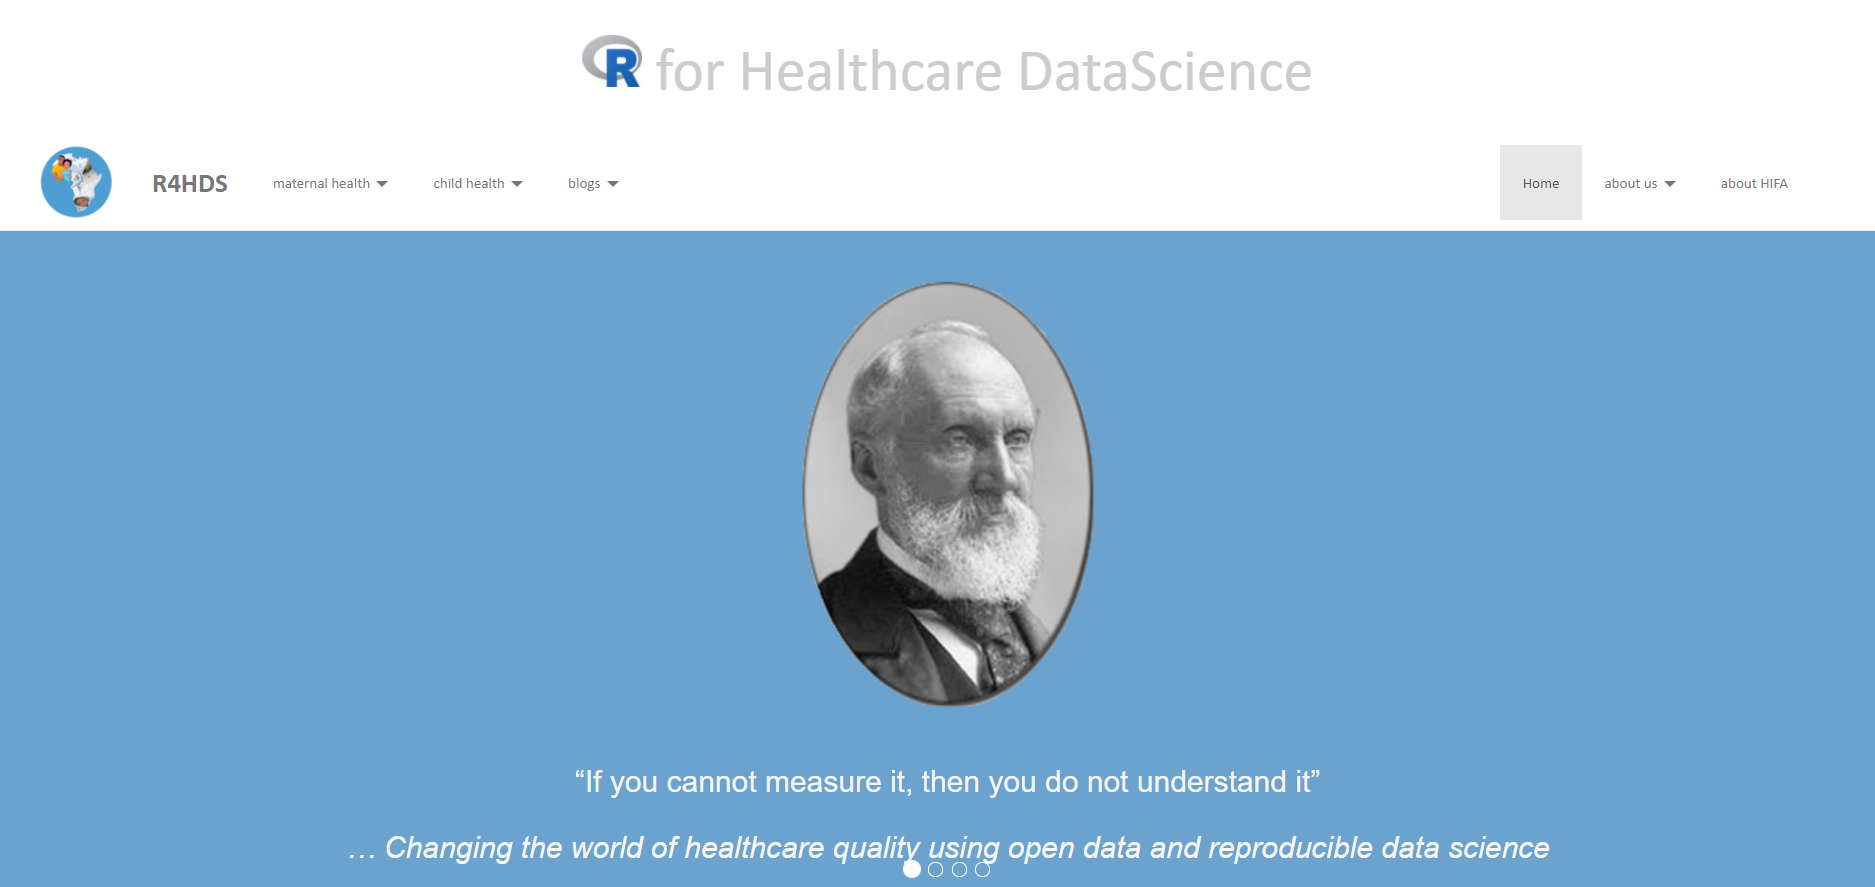 R for Healthcare DataScience
R4HDS maternal health child health blogs Home about us about HIFA
“If you cannot measure it, then you do not understand it”
... Changing the world of healthcare quality using open data and reproducible data science